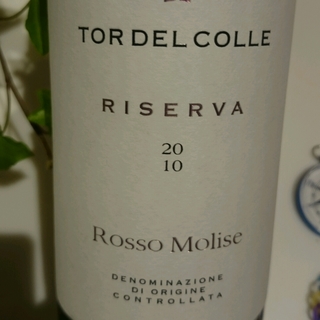 TOR DEL COLLE
RISERVA
20
10
Rosso Molise
DENOMINAZIONE
DI ORIGINE
CONTROLLATA